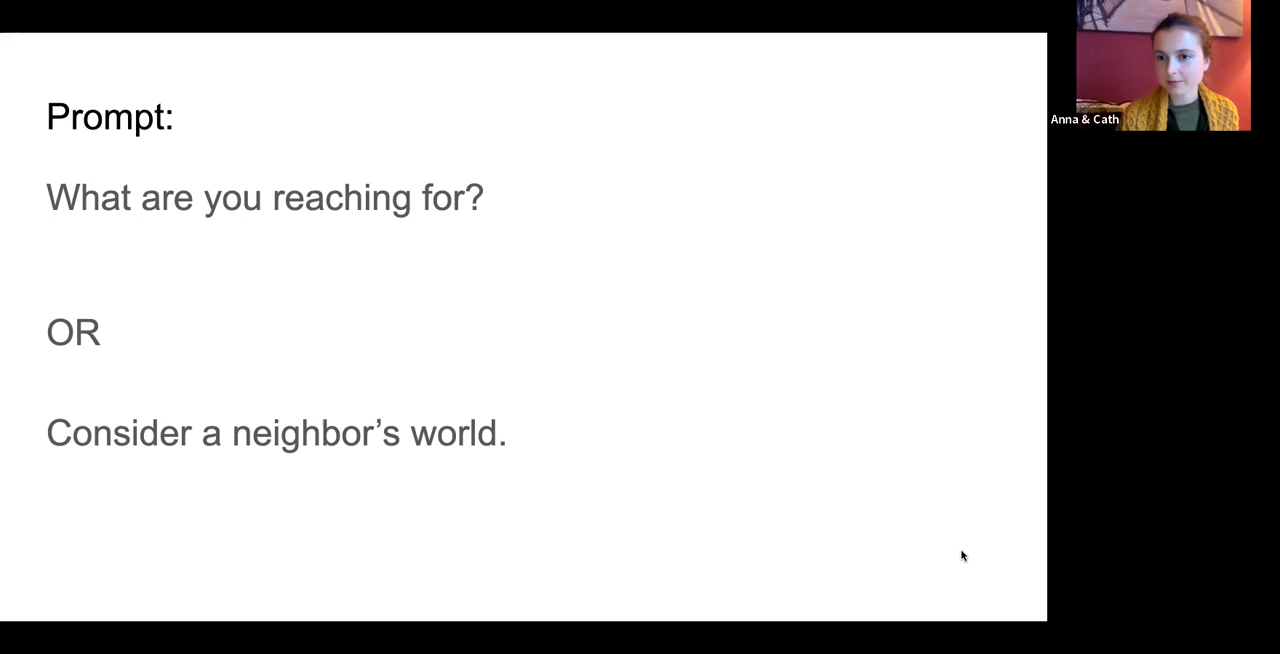 Prompt:
What are you reaching for?
OR
Consider a neighbor’s world.
Anna & Cath